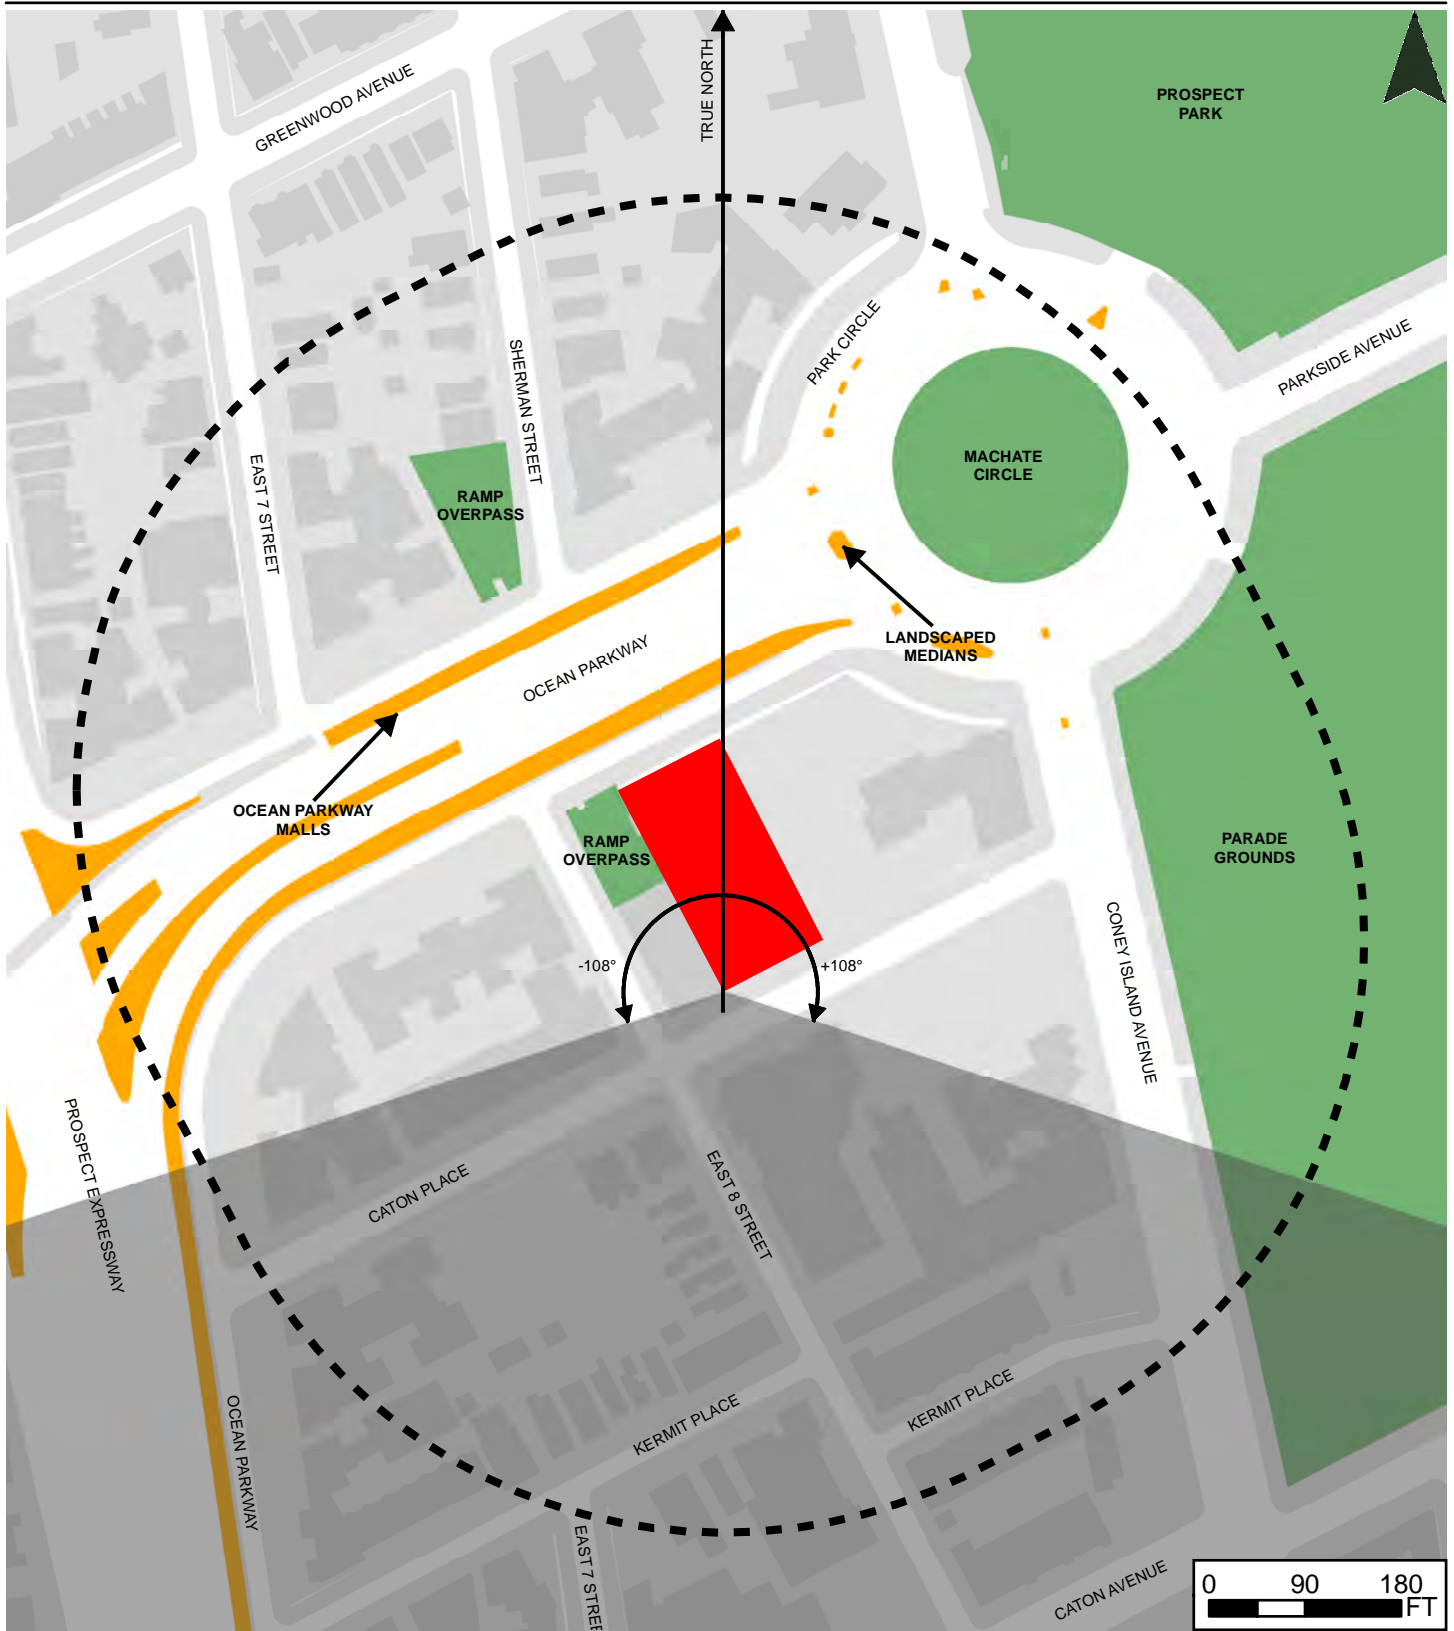 TRUE NORTH
GREENWOOD AVENUE
PROSPECT
PARK
PARK CIRCLE
PARKSIDE AVENUE
SHERMAN STREET
EAST 7 STREET
MACHATE
CIRCLE
RAMP
OVERPASS
OCEAN PARKWAY
LANDSCAPED
MEDIANS
OCEAN PARKWAY
MALLS
RAMP
OVERPASS
PARADE
GROUNDS
-108°
+108°
CONEY ISLAND AVENUE
PROSPECT EXPRESSWAY
CATON PLACE
EAST 8 STREET
KERMIT PLACE
KERMIT PLACE
OCEAN PARKWAY
EAST 7 STREE
CATON AVENUE
0 90 180
FT